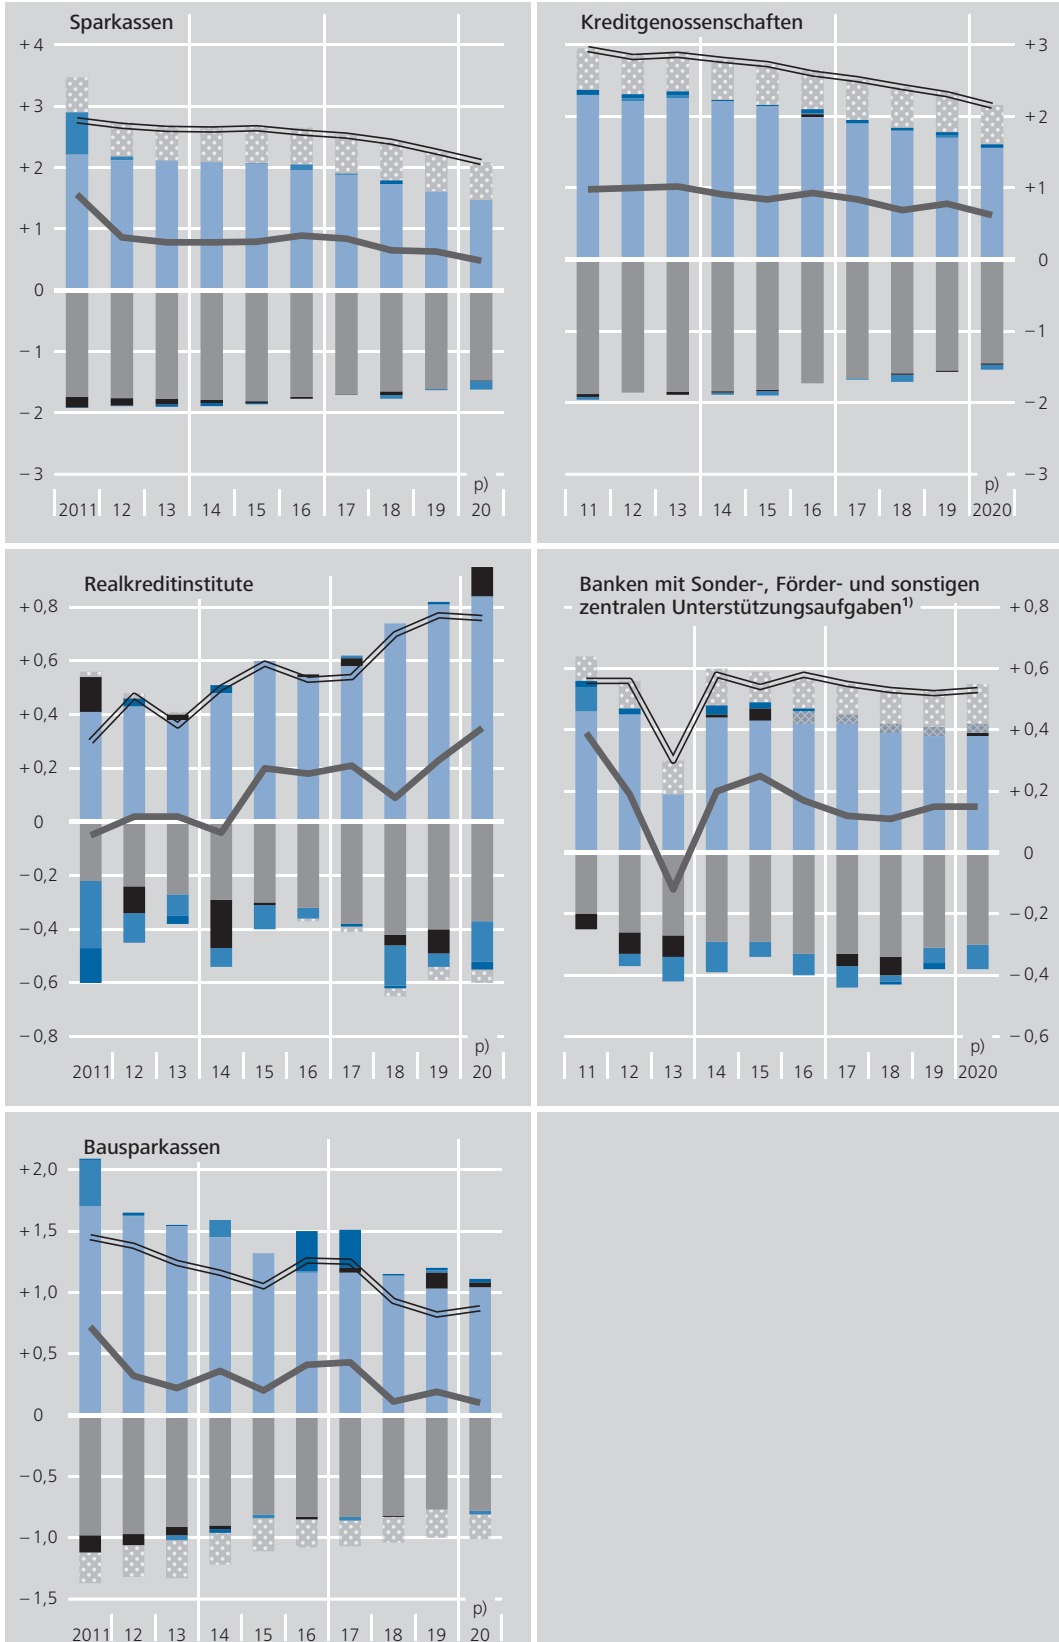 Sparkassen
+ 4
+ 3
+ 2
+ 1
0
– 1
– 2
– 3
p)
2011 12 13 14 15 16 17 18 19 20
Kreditgenossenschaften
+ 3
+ 2
+ 1
0
– 1
– 2
– 3
p)
11 12 13 14 15 16 17 18 19 2020
Realkreditinstitute
+ 0,8
+ 0,6
+ 0,4
+ 0,2
0
– 0,2
– 0,4
– 0,6
– 0,8
p)
2011 12 13 14 15 16 17 18 19 20
Banken mit Sonder-, Förder- und sonstigen
zentralen Unterstützungsaufgaben1)
+ 0,8
+ 0,6
+ 0,4
+ 0,2
0
– 0,2
– 0,4
– 0,6
p)
11 12 13 14 15 16 17 18 19 2020
Bausparkassen
+ 2,0
+ 1,5
+ 1,0
+ 0,5
0
– 0,5
– 1,0
– 1,5
p)
2011 12 13 14 15 16 17 18 19 20